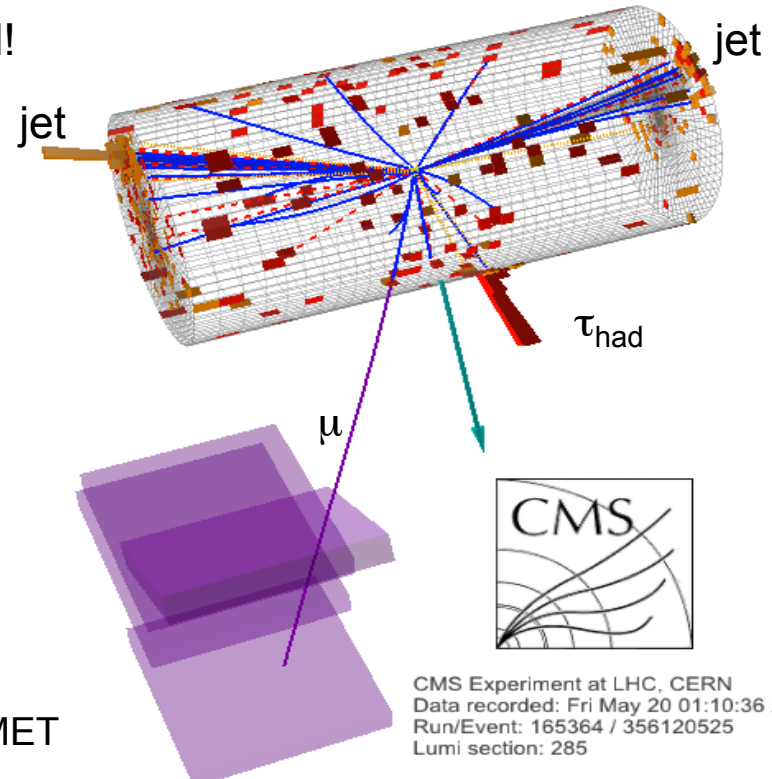 !
jet
jet
τhad
μ
CMS
CMS Experiment at LHC, CERN
Data recorded: Fri May 20 01:10:36
Run/Event: 165364 / 356120525
Lumi section: 285
MET